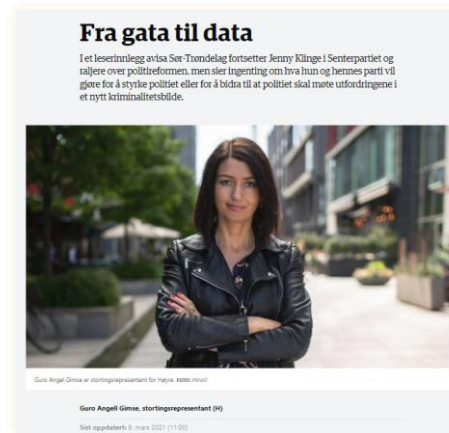 Fra gata til data
I et leserinnlegg avisa Sør-Trøndelag fortsetter Jenny Klinge i Senterpartiet og
raljere over politireformen, men sier ingenting om hva hun og hennes parti vil
gjøre for å styrke politiet eller for å bidra til at politiet skal møte utfordringene i
et nytt kriminalitetsbilde.
Guro Angel Gimse er stortingsrepresentant for Høyre. FOTO: PRIVAT
Guro Angell Gimse, stortingsrepresentant (H)
Sist oppdatert: 6. mars 2021 (11:00)